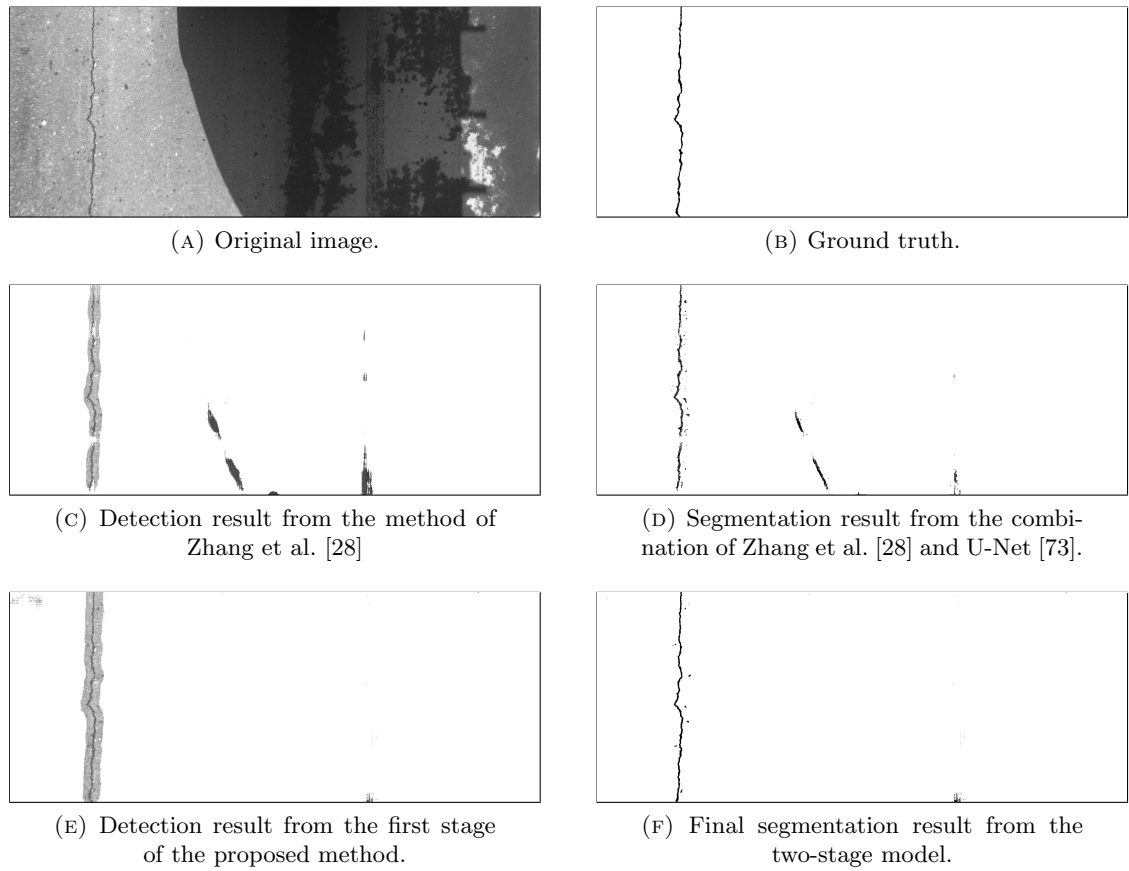 (A) Original image.
(B) Ground truth.
(C) Detection result from the method of
Zhang et al. [28]
(D) Segmentation result from the combi-
nation of Zhang et al. [28] and U-Net [73].
(E) Detection result from the first stage
of the proposed method.
(F) Final segmentation result from the
two-stage model.